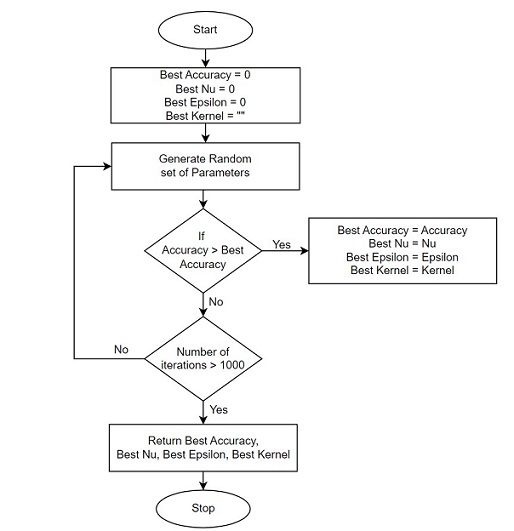 Start
Best Accuracy = 0
Best Nu = 0
Best Epsilon = 0
Best Kernel = ""
Generate Random
set of Parameters
If
Accuracy > Best
Accuracy
Yes
Best Accuracy = Accuracy
Best Nu = Nu
Best Epsilon = Epsilon
Best Kernel = Kernel
No
Number of
iterations > 1000
No
Yes
Return Best Accuracy,
Best Nu, Best Epsilon, Best Kernel
Stop